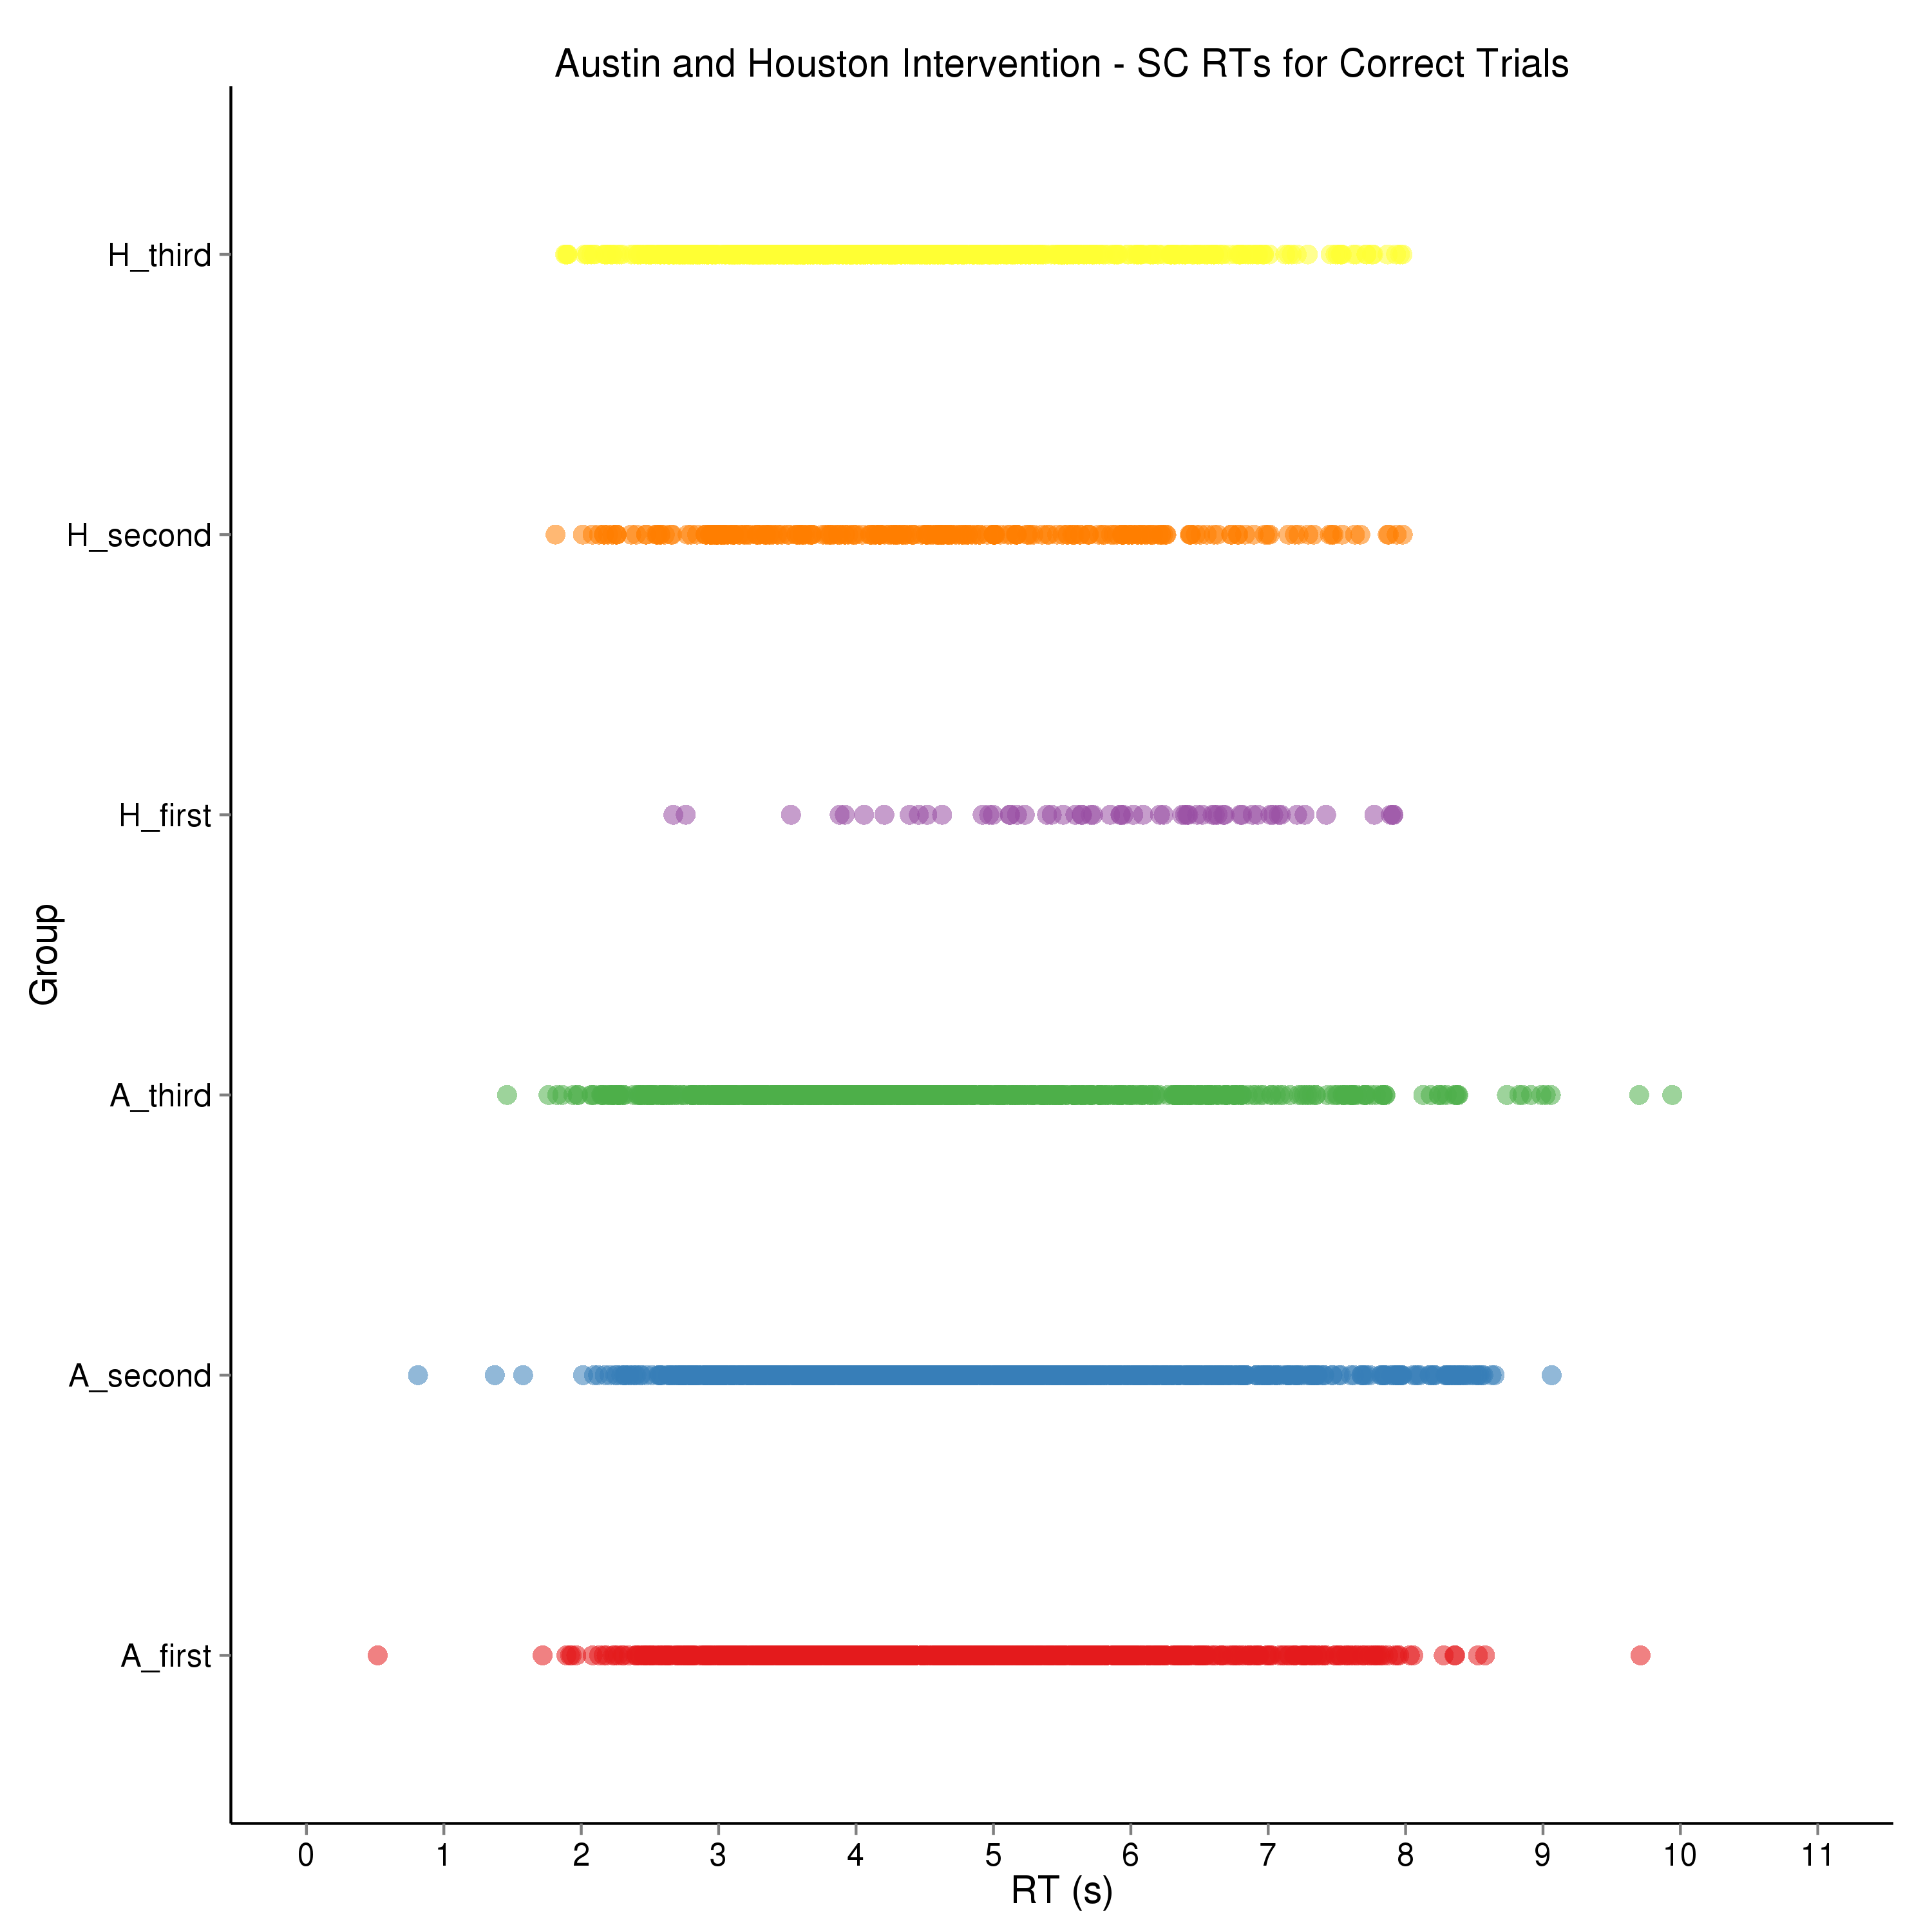 Austin and Houston Intervention - SC RTs for Correct Trials
H_third
H_second
H_first
Group
A_third
A_second
A_first
0 1 2 3 4 5 6 7 8 9 10 11
RT (s)